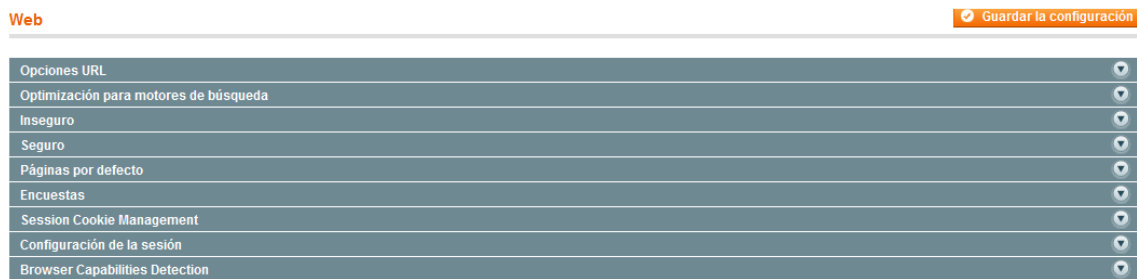 Web
Guardar la configuración
Opciones URL
Optimización para motores de búsqueda
Inseguro
Seguro
Páginas por defecto
Encuestas
Session Cookie Management
Configuración de la sesión
Browser Capabilities Detection